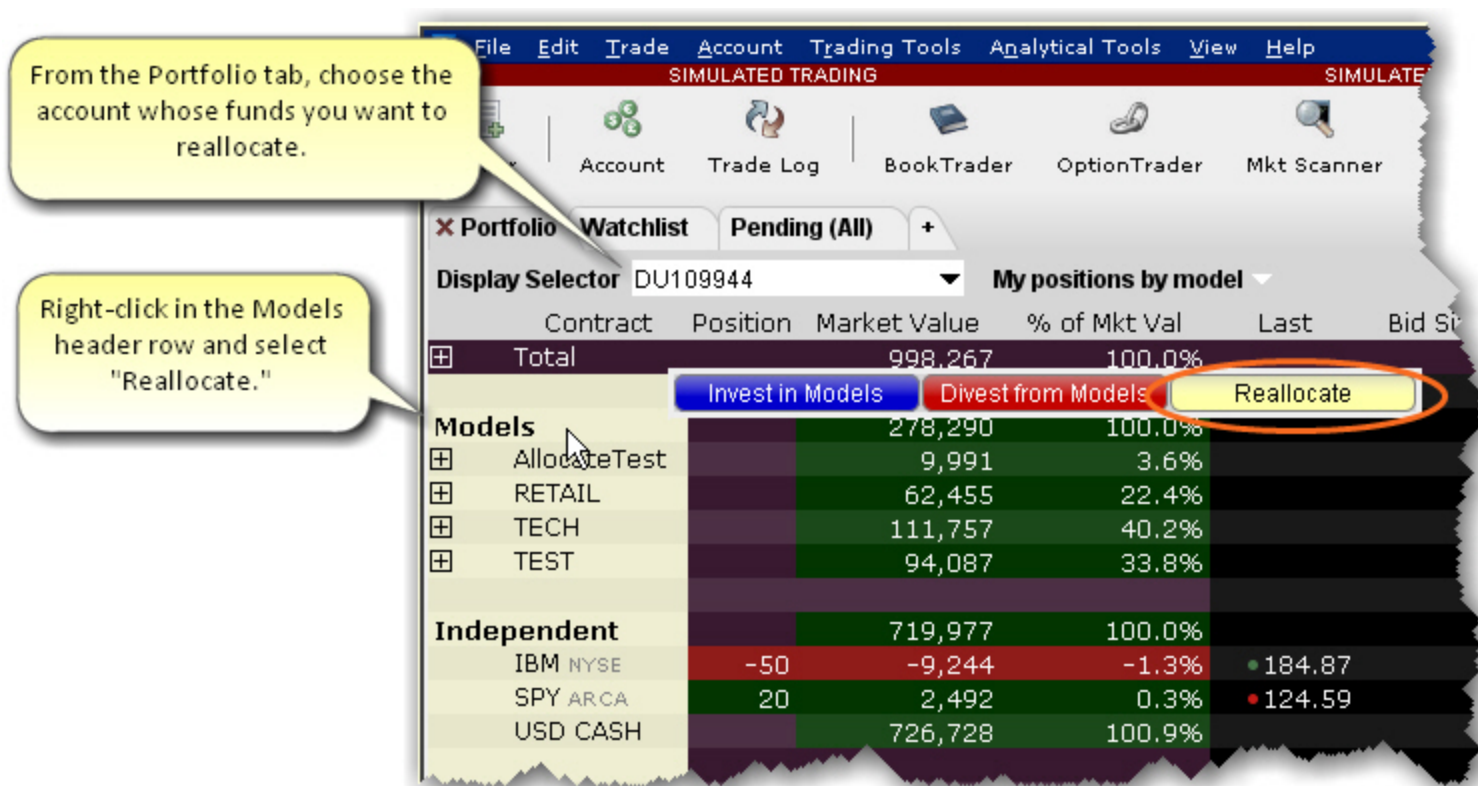 From the Portfolio tab, choose the
account whose funds you want to
reallocate.
File Edit Trade Account Trading Tools Analytical Tools View Help
SIMULATED TRADING
Account Trade Log BookTrader OptionTrader Mkt Scanner
Portfolio Watchlist Pending (All) +
Display Selector DU109944 My positions by model
Right-click in the Models
header row and select
"Reallocate."
Contract Position Market Value % of Mkt Val Last Bid
Total 998,267 100.0%
Invest in Models Divest from Models Reallocate
Models 278,290 100.0%
AllocateTest 9,991 3.6%
RETAIL 62,455 22.4%
TECH 111,757 40.2%
TEST 94,087 33.8%
Independent 719,977 100.0%
IBM NYSE -50 -9,244 -1.3% 184.87
SPY ARCA 20 2,492 0.3% 124.59
USD CASH 726,728 100.9%